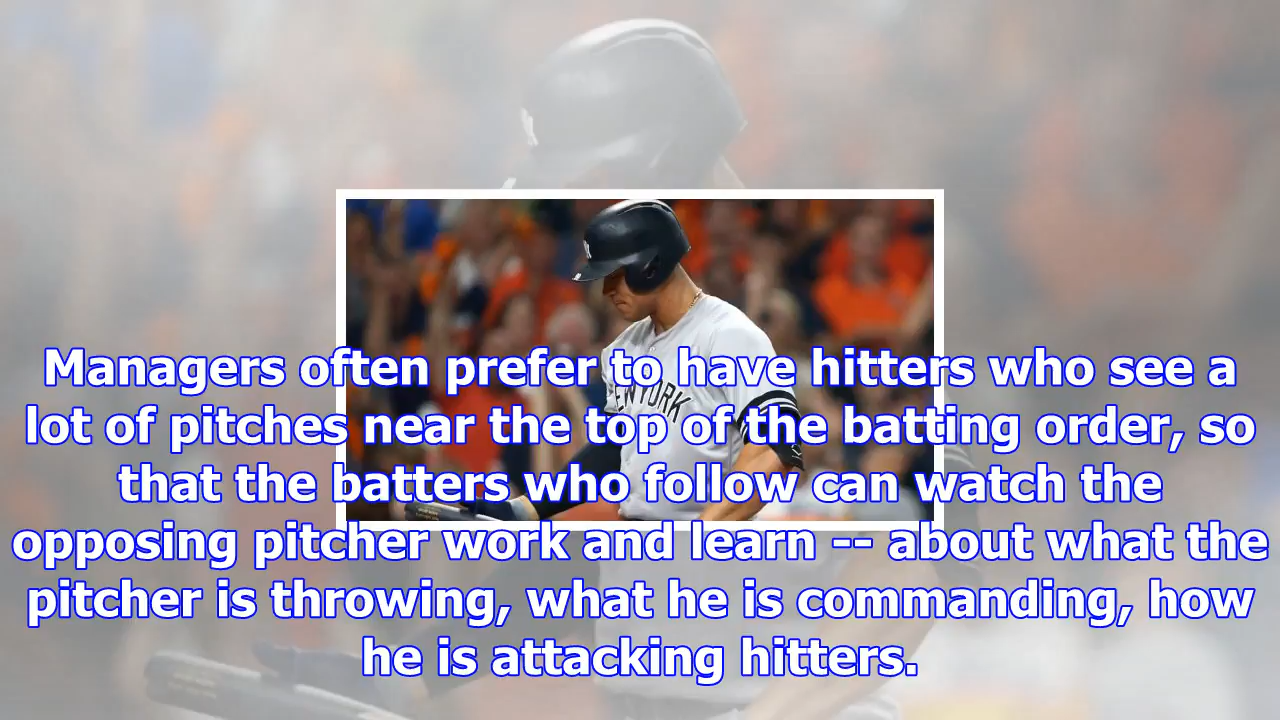 Managers often prefer to have hitters who see a
lot of pitches near the top of the batting order, so
that the batters who follow can watch the
opposing pitcher work and learn -- about what the
pitcher is throwing, what he is commanding, how
he is attacking hitters.
EW YORK